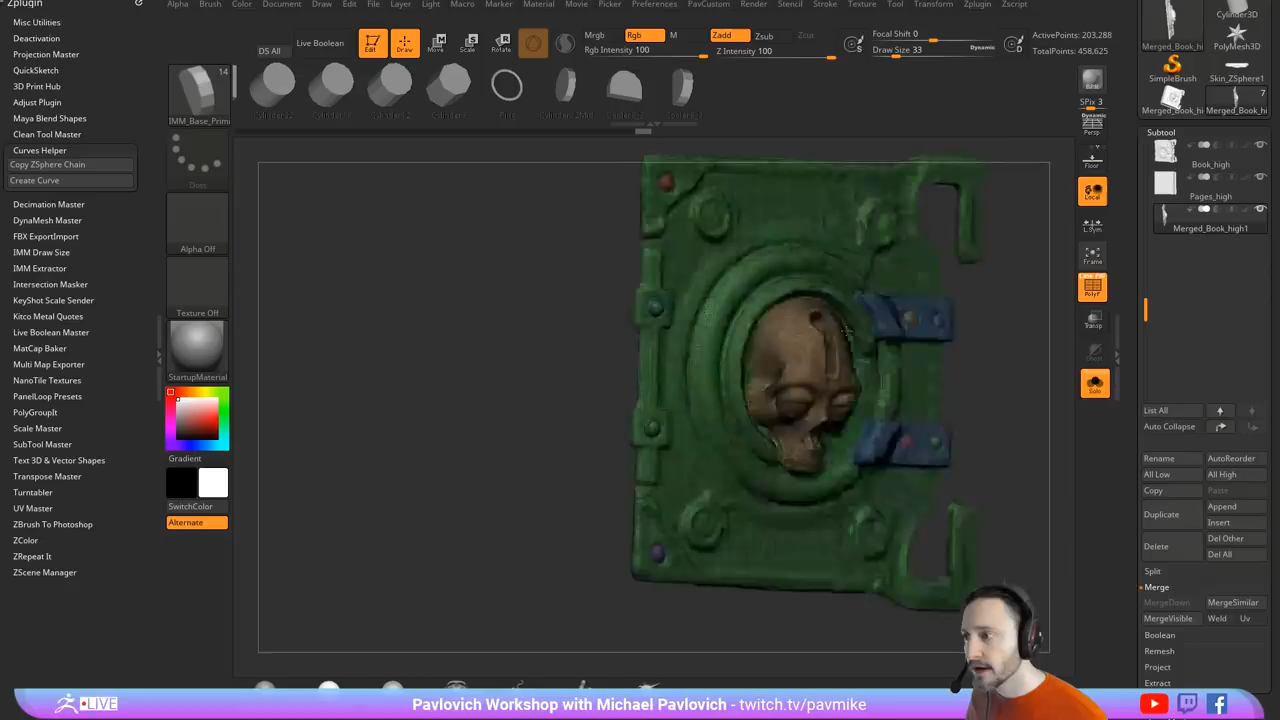 Zplugin
Alpha Brush Color Document Draw Edit File Layer Light Macro Marker Material Movie Picker Preferences PavCustom Render Stencil Stroke Texture Tool Transform Zplugin Zscript
Misc Utilities
Deactivation
Projection Master
QuickSketch
3D Print Hub
Adjust Plugin
Maya Blend Shapes
Clean Tool Master
Curves Helper
Copy ZSphere Chain
Create Curve
Decimation Master
DynaMesh Master
FBX ExportImport
IMM Draw Size
IMM Extractor
Intersection Masker
KeyShot Scale Sender
Kitco Metal Quotes
Live Boolean Master
MatCap Baker
Multi Map Exporter
NanoTile Textures
PanelLoop Presets
PolyGroupIt
Scale Master
SubTool Master
Text 3D & Vector Shapes
Transpose Master
Turntabler
UV Master
ZBrush To Photoshop
ZColor
ZRepeat It
ZScene Manager
DS All
Live Boolean
Edit
Draw
Move
Scale
Rotate
Mrgb Rgb M
Rgb Intensity 100
Zadd Zsub Zcut
Z Intensity 100
S
Focal Shift 0
Draw Size 33
Dynamic
D
ActivePoints: 203,288
TotalPoints: 458,625
14
IMM_Base_Primi
Dots
Alpha Off
Texture Off
StartupMaterial
Gradient
SwitchColor
Alternate
BPR
SPix 3
Dynamic
Persp
Floor
Local
L.Sym
Frame
Line Fill
PolyF
Transp
Solo
Cylinder3D
Merged_Book_hi
PolyMesh3D
SimpleBrush
Skin_ZSphere1
7
Merged_Book_hi
Merged_Book_hi
Subtool
Book_high
Pages_high
Merged_Book_high1
List All
Auto Collapse
Rename AutoReorder
All Low All High
Copy Paste
Duplicate
Append
Insert
Delete
Del Other
Del All
Split
Merge
MergeDown MergeSimilar
MergeVisible Weld Uv
Boolean
Remesh
Project
Extract
LIVE
Pavlovich Workshop with Michael Pavlovich - twitch.tv/pavmike